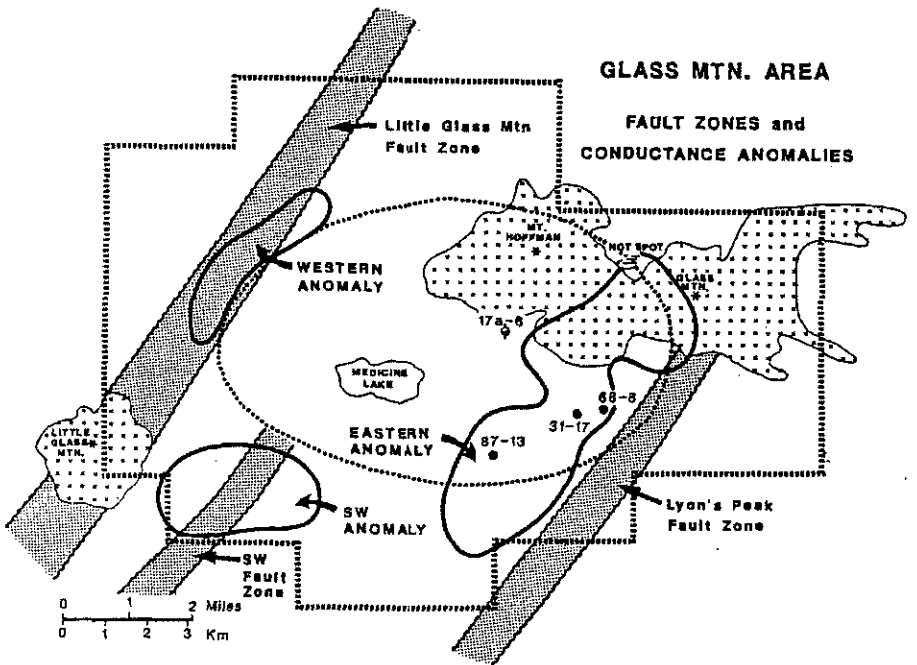 GLASS MTN. AREA
FAULT ZONES and
CONDUCTANCE ANOMALIES
Little Glass Mtn
Fault Zone
MT.
HOFFMAN
HOT SPOT
GLASS
MTN.
WESTERN
ANOMALY
17a-6
MEDICINE
LAKE
68-8
31-17
87-13
EASTERN
ANOMALY
LITTLE
GLASS
MTN.
SW
ANOMALY
Lyon's Peak
Fault Zone
SW
Fault
Zone
0 1 2 Miles
0 1 2 3 Km